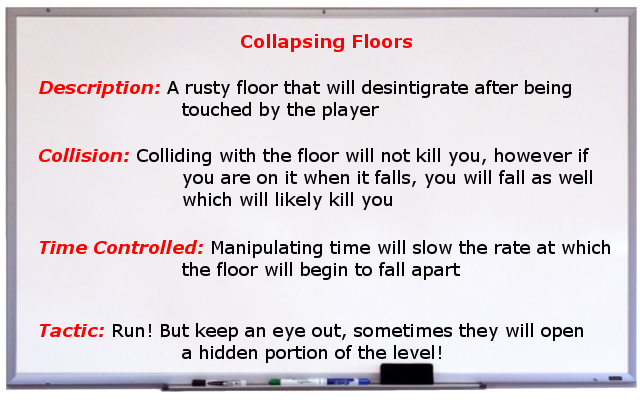 Collapsing Floors
Description: A rusty floor that will desintigrate after being
touched by the player
Collision: Colliding with the floor will not kill you, however if
you are on it when it falls, you will fall as well
which will likely kill you
Time Controlled: Manipulating time will slow the rate at which
the floor will begin to fall apart
Tactic: Run! But keep an eye out, sometimes they will open
a hidden portion of the level!